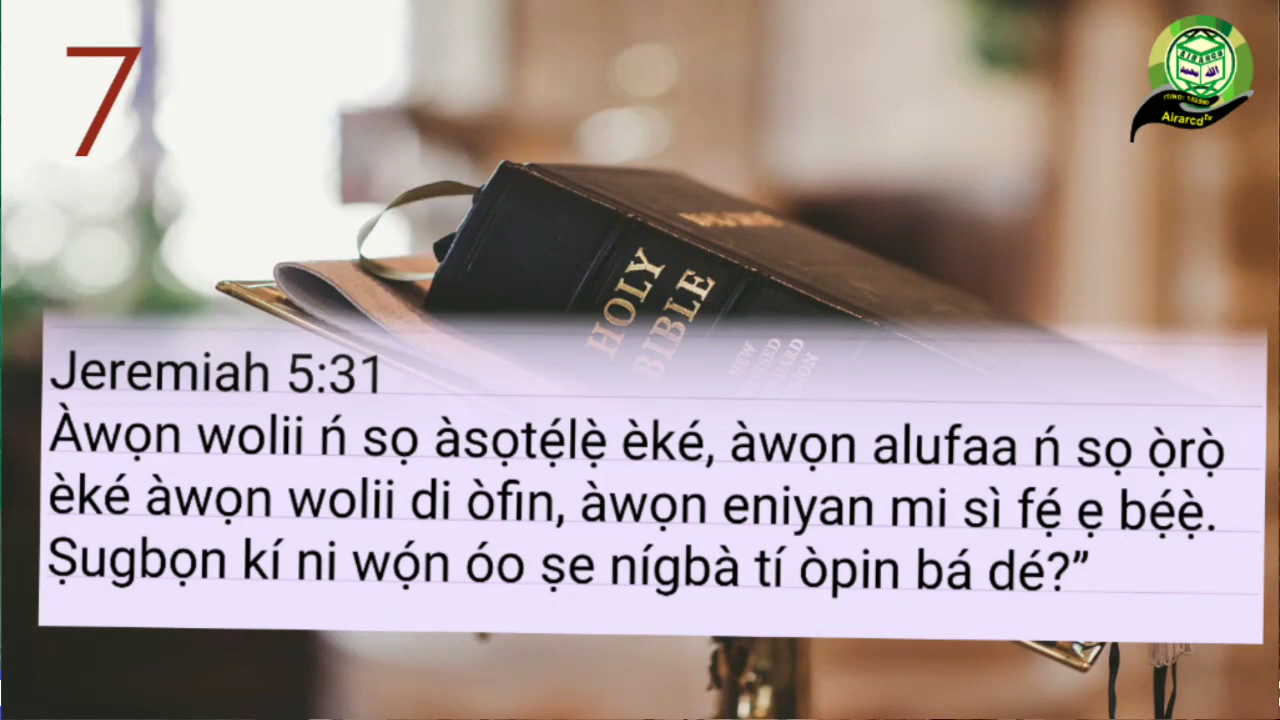 7
AIRARCD
Airarcdtv
HOLY
BIBLE
NEW
Jeremiah 5:31
Àwọn wolii ń sọ àsọtẹ́lẹ̀ èké, àwọn alufaa ń sọ ọ̀rọ̀
èké àwọn wolii di òfin, àwọn eniyan mi sì fẹ́ ẹ bẹ́ẹ̀.
Ṣugbọn kí ni wọ́n óo ṣe nígbà tí òpin bá dé?”